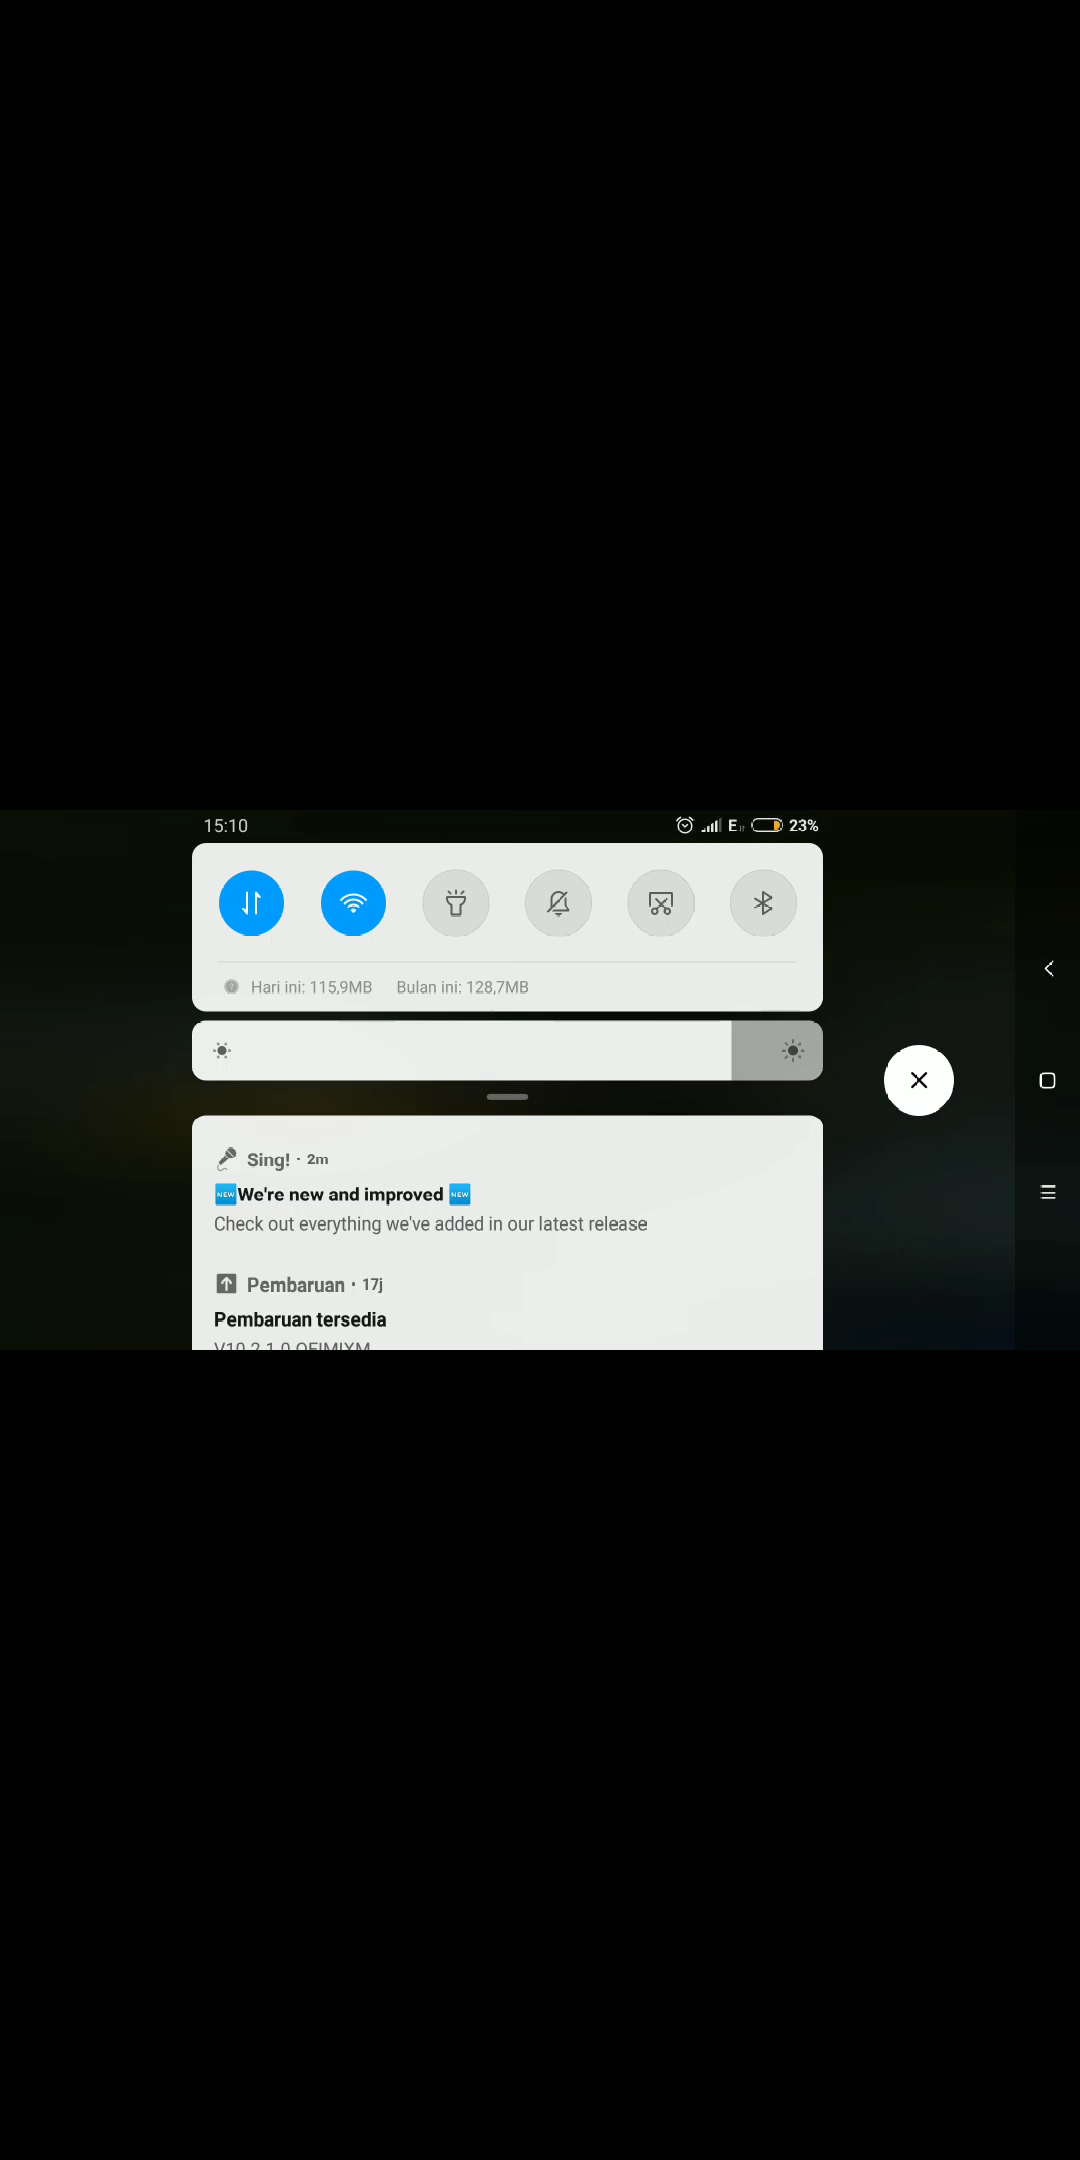 15:10 E 23%
Hari ini: 115,9MB Bulan ini: 128,7MB
Sing! · 2m
🆕We're new and improved 🆕
Check out everything we've added in our latest release
Pembaruan · 17j
Pembaruan tersedia